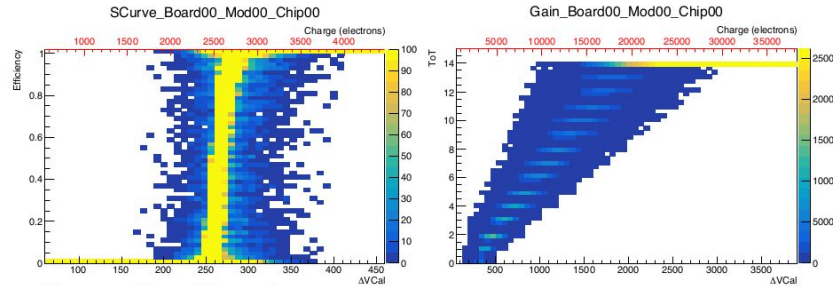 SCurve_Board00_Mod00_Chip00
Charge (electrons)
1000 1500 2000 2500 3000 3500 4000
Efficiency
1
0.8
0.6
0.4
0.2
0
100 150 200 250 300 350 400 450
ΔVCal
100
90
80
70
60
50
40
30
20
10
0
Gain_Board00_Mod00_Chip00
Charge (electrons)
5000 10000 15000 20000 25000 30000 35000
ToT
14
12
10
8
6
4
2
0
500 1000 1500 2000 2500 3000 3500
ΔVCal
2500
2000
1500
1000
500
0